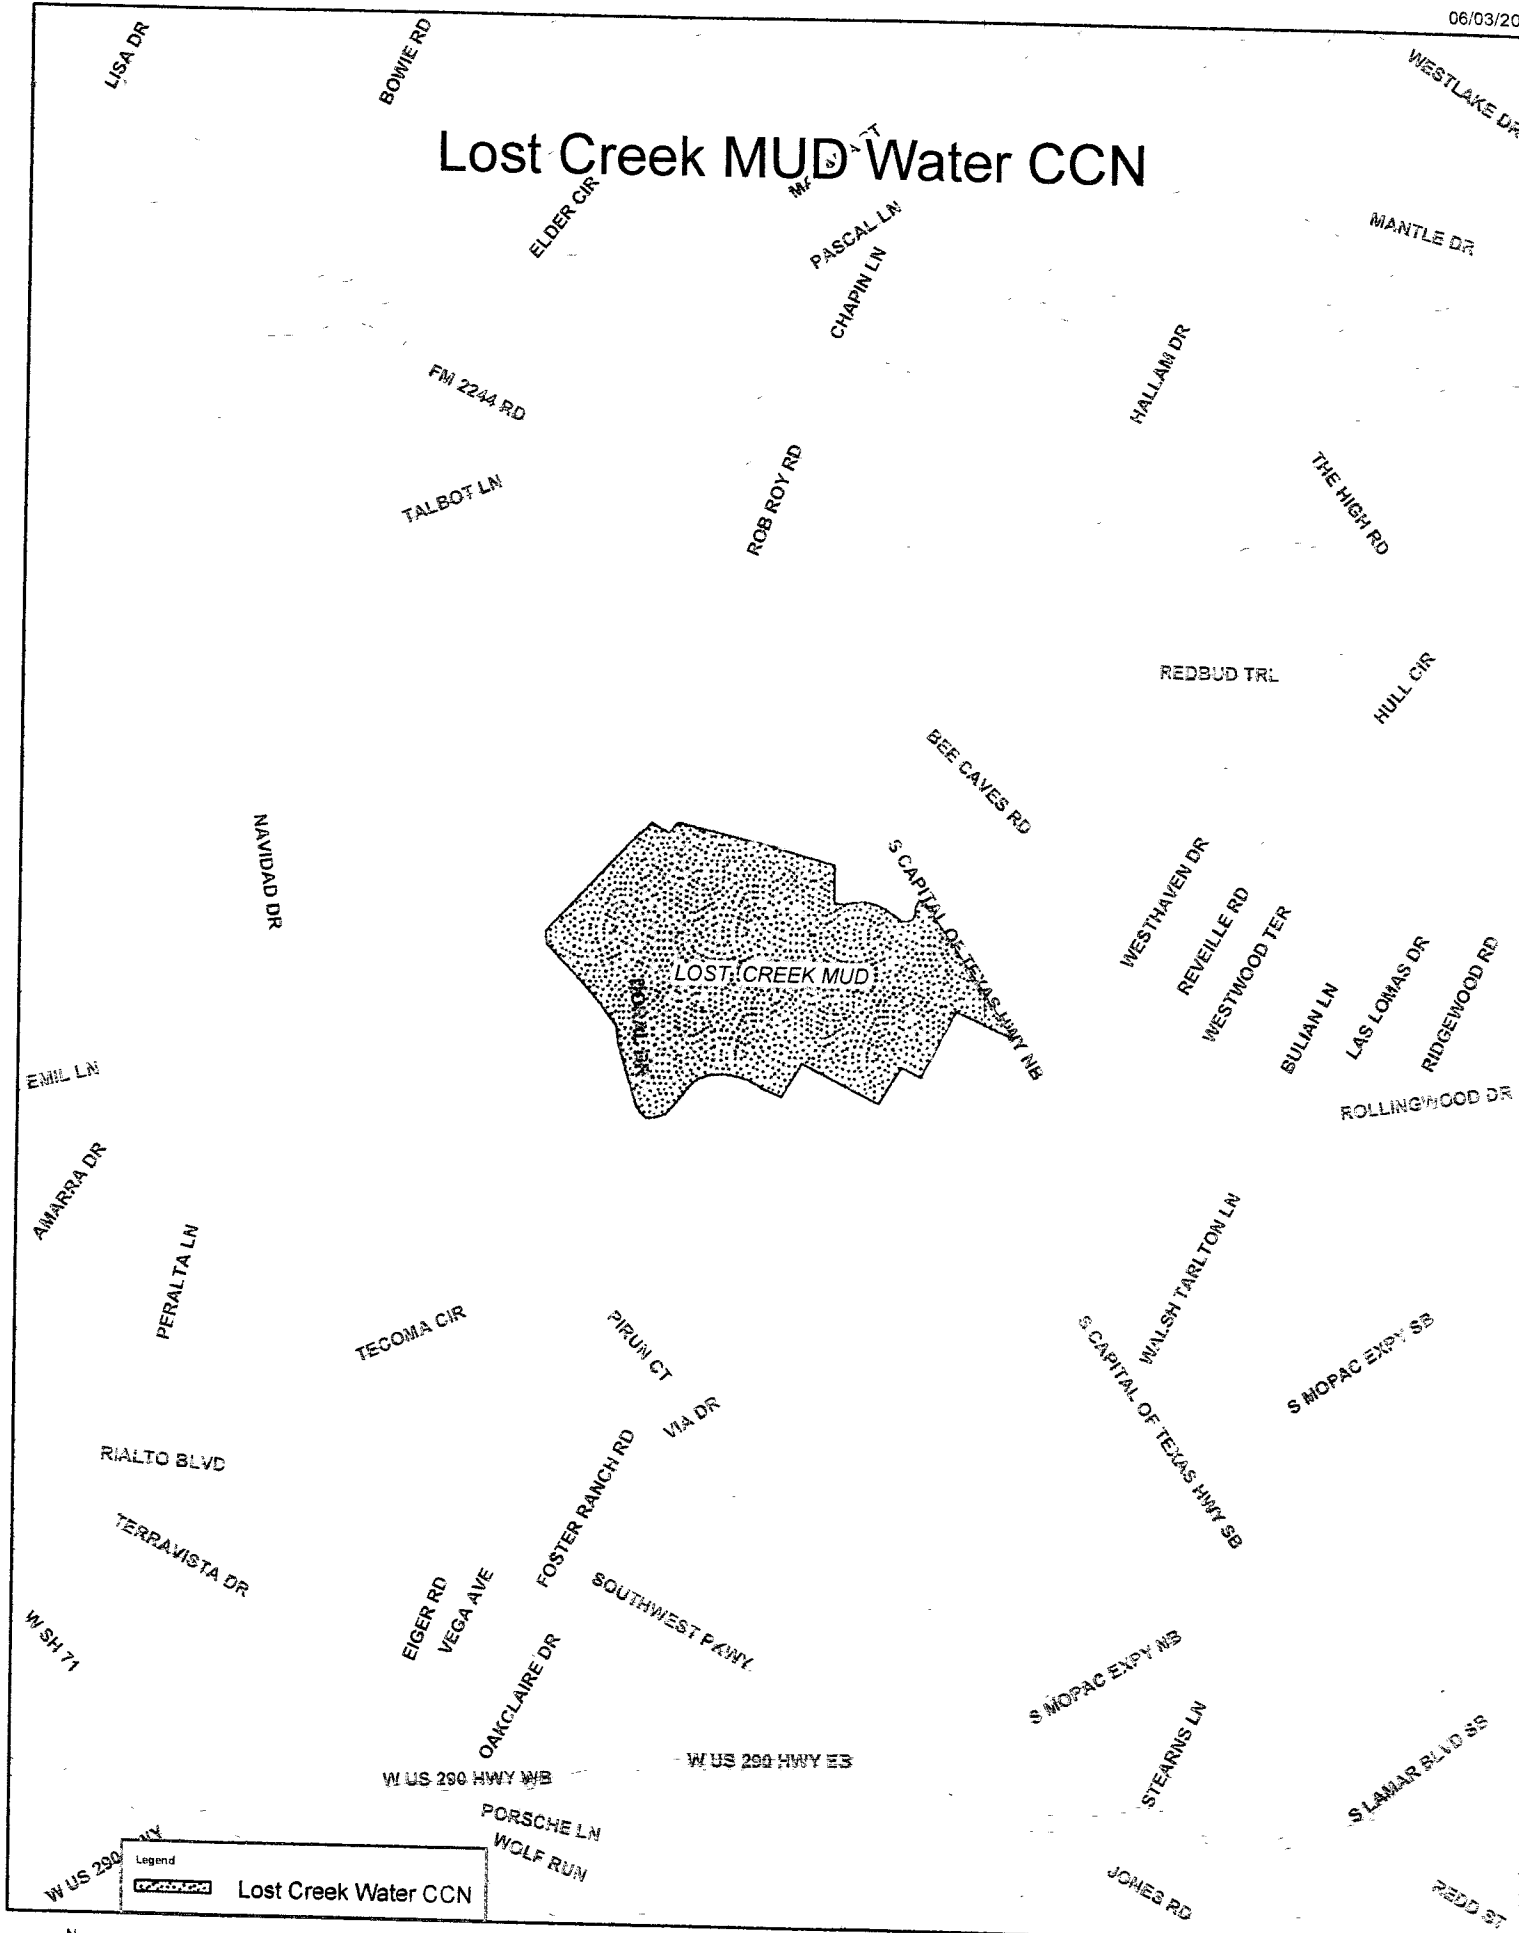 06/03/20
LISA DR
BOWIE RD
WESTLAKE DR
Lost Creek MUD Water CCN
ELDER CIR
PASCAL LN
CHAPIN LN
MANTLE DR
HALLAM DR
FM 2244 RD
TALBOT LN
ROB ROY RD
THE HIGH RD
REDBUD TRL
HULL CIR
BEE CAVES RD
NAVIDAD DR
S CAPITAL OF TEXAS HWY NB
WESTHAVEN DR
REVEILLE RD
WESTWOOD TER
LOST CREEK MUD
BULIAN LN
LAS LOMAS DR
RIDGEWOOD RD
EMIL LN
ROLLINGWOOD DR
AMARRA DR
PERALTA LN
TECOMA CIR
PIRUN CT
VIA DR
WALSH TARLTON LN
S CAPITAL OF TEXAS HWY SB
S MOPAC EXPY SB
RIALTO BLVD
FOSTER RANCH RD
TERRAVISTA DR
EIGER RD
VEGA AVE
SOUTHWEST PKWY
W SH 71
OAKCLAIRE DR
S MOPAC EXPY NB
STEARNS LN
S LAMAR BLVD SB
W US 290 HWY WB
W US 290 HWY EB
PORSCHE LN
WOLF RUN
W US 290
Legend
Lost Creek Water CCN
JONES RD
REDD ST